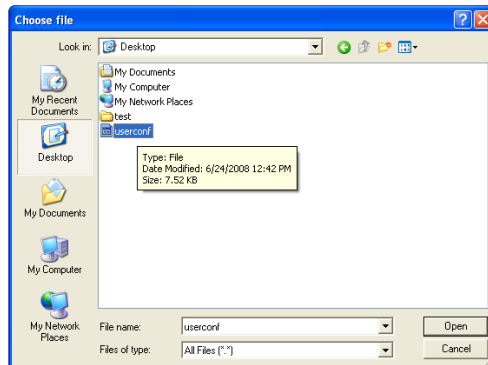 Choose file
Look in:
Desktop
My Recent
Documents
Desktop
My Documents
My Computer
My Network
Places
My Documents
My Computer
My Network Places
test
userconf
Type: File
Date Modified: 6/24/2008 12:42 PM
Size: 7.52 KB
File name:
userconf
Open
Files of type:
All Files (*.*)
Cancel